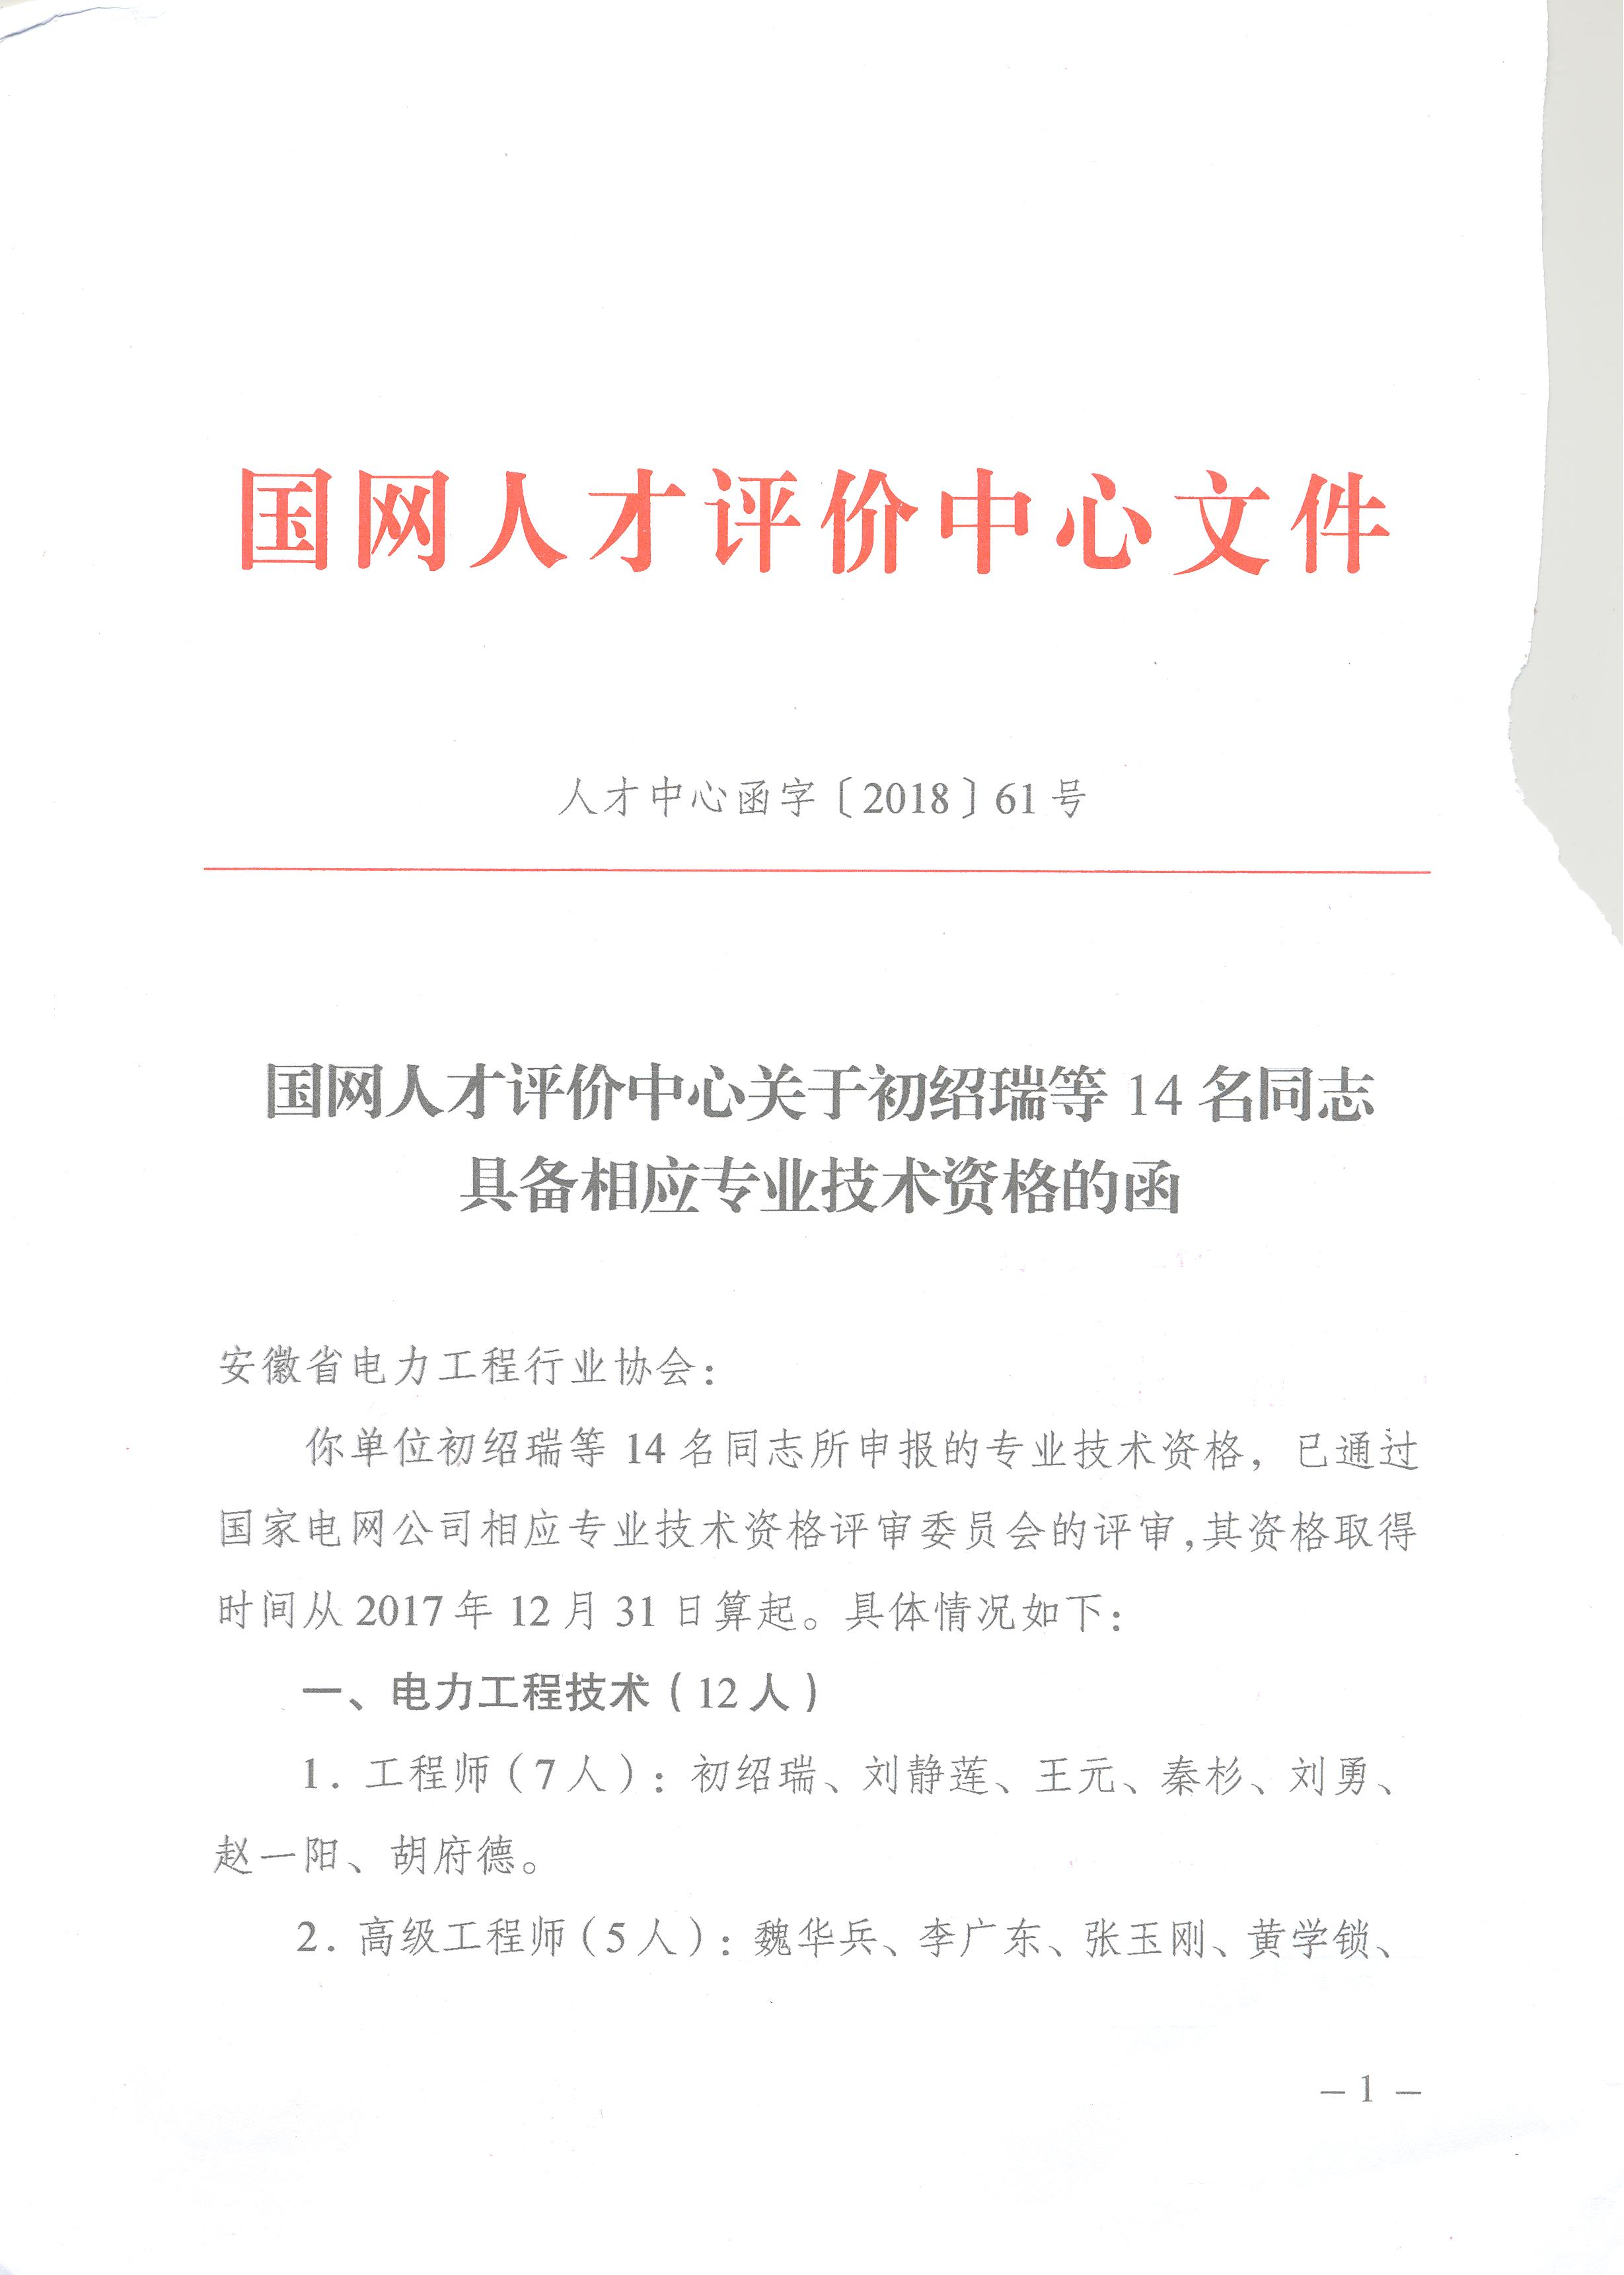 国网人才评价中心文件
人才中心函字〔2018〕61号
国网人才评价中心关于初绍瑞等14名同志
具备相应专业技术资格的函
安徽省电力工程行业协会：
你单位初绍瑞等14名同志所申报的专业技术资格，已通过
国家电网公司相应专业技术资格评审委员会的评审，其资格取得
时间从2017年12月31日算起。具体情况如下：
一、电力工程技术（12人）
1. 工程师（7人）：初绍瑞、刘静莲、王元、秦杉、刘勇、
赵一阳、胡府德。
2. 高级工程师（5人）：魏华兵、李广东、张玉刚、黄学锁、
— 1 —